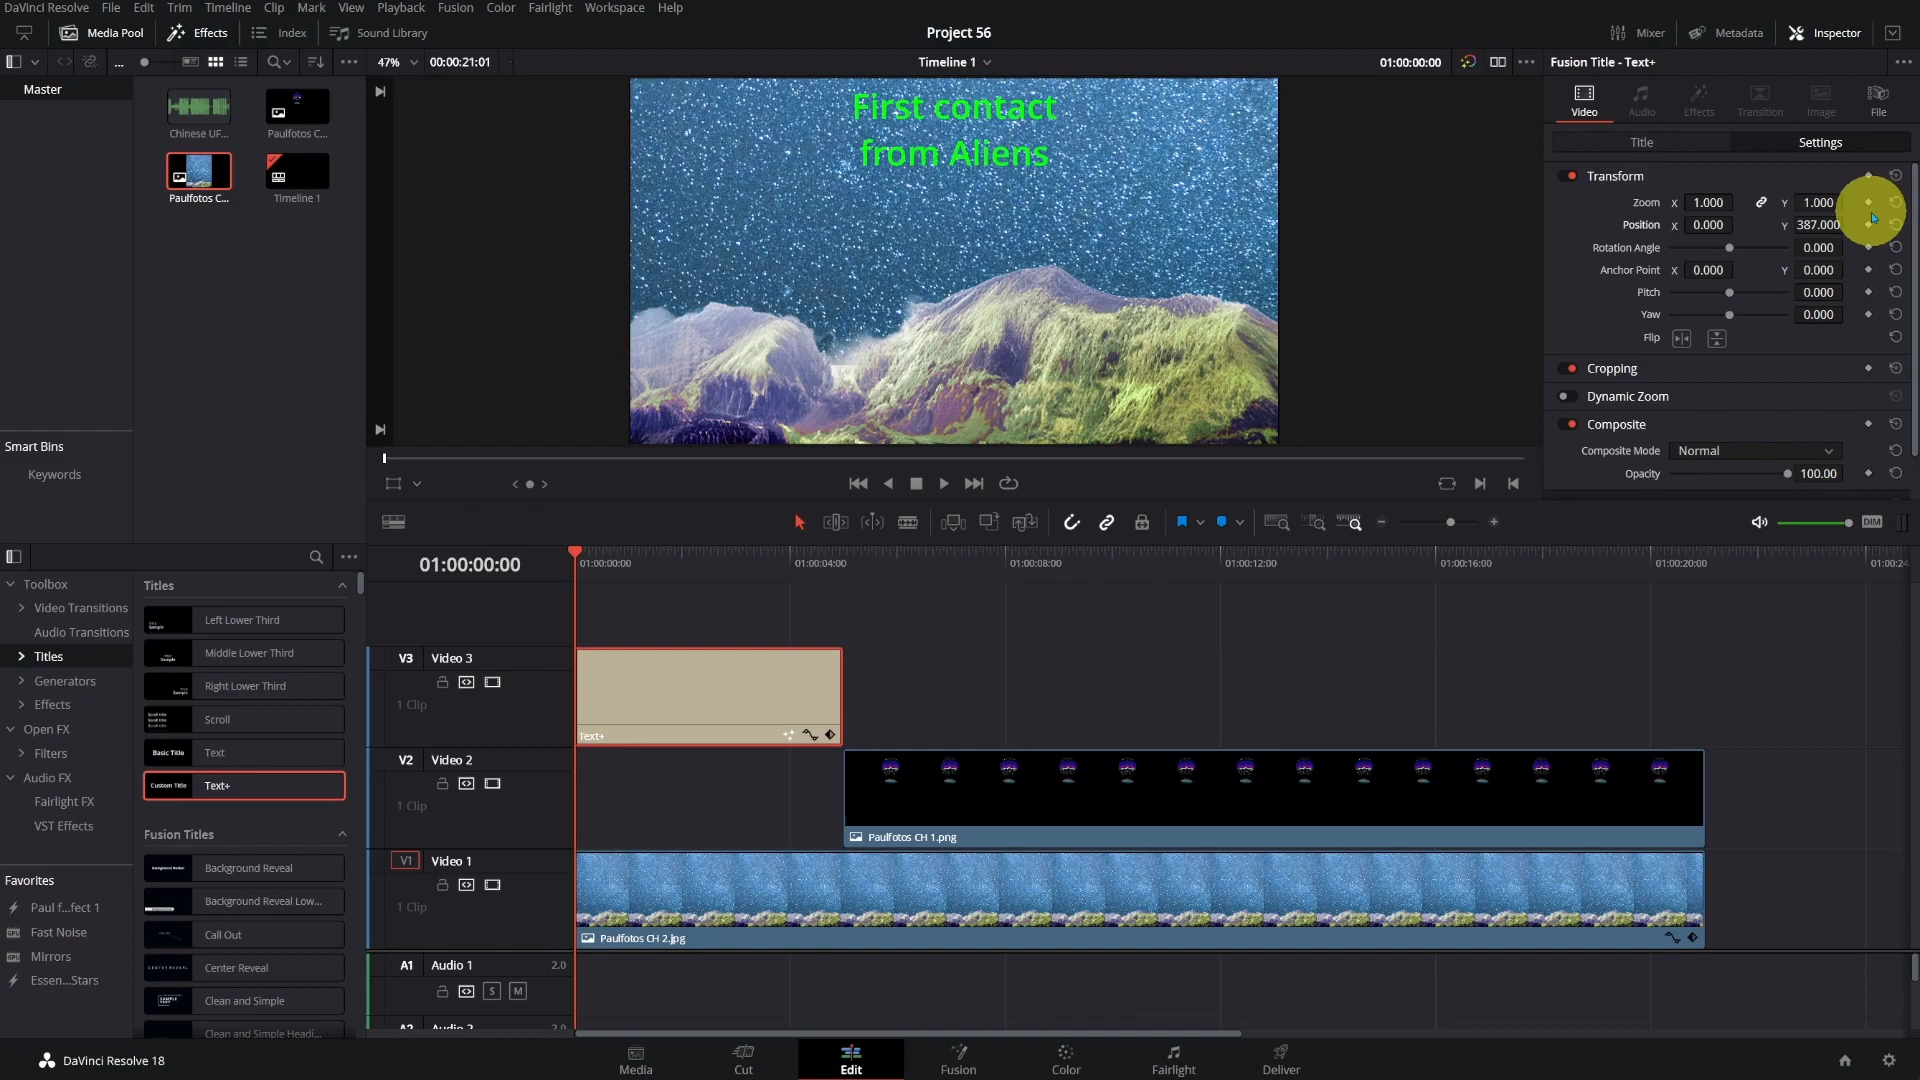 DaVinci Resolve File Edit Trim Timeline Clip Mark View Playback Fusion Color Fairlight Workspace Help
Media Pool Effects Index Sound Library Project 56 Mixer Metadata Inspector
... 47% 00:00:21:01 Timeline 1 01:00:00:00 Fusion Title - Text+
Master
Chinese UF...
Paulfotos C...
Paulfotos C...
Timeline 1
Smart Bins
Keywords
First contact
from Aliens
Video Audio Effects Transition Image File
Title Settings
Transform
Zoom X 1.000 Y 1.000
Position X 0.000 Y 387.000
Rotation Angle 0.000
Anchor Point X 0.000 Y 0.000
Pitch 0.000
Yaw 0.000
Flip
Cropping
Dynamic Zoom
Composite
Composite Mode Normal
Opacity 100.00
DIM
Toolbox
Video Transitions
Audio Transitions
Titles
Generators
Effects
Open FX
Filters
Audio FX
Fairlight FX
VST Effects
Favorites
Paul f...fect 1
Fast Noise
Mirrors
Essen...Stars
Titles
Left Lower Third
Middle Lower Third
Right Lower Third
Scroll
Basic Title Text
Custom Title Text+
Fusion Titles
Background Reveal
Background Reveal Low...
Call Out
Center Reveal
Clean and Simple
Clean and Simple Headi...
01:00:00:00
01:00:00:00 01:00:04:00 01:00:08:00 01:00:12:00 01:00:16:00 01:00:20:00 01:00:24
V3 Video 3
1 Clip
Text+
V2 Video 2
1 Clip
Paulfotos CH 1.png
V1 Video 1
1 Clip
Paulfotos CH 2.jpg
A1 Audio 1 2.0
S M
A2 Audio 2 2.0
DaVinci Resolve 18
Media Cut Edit Fusion Color Fairlight Deliver